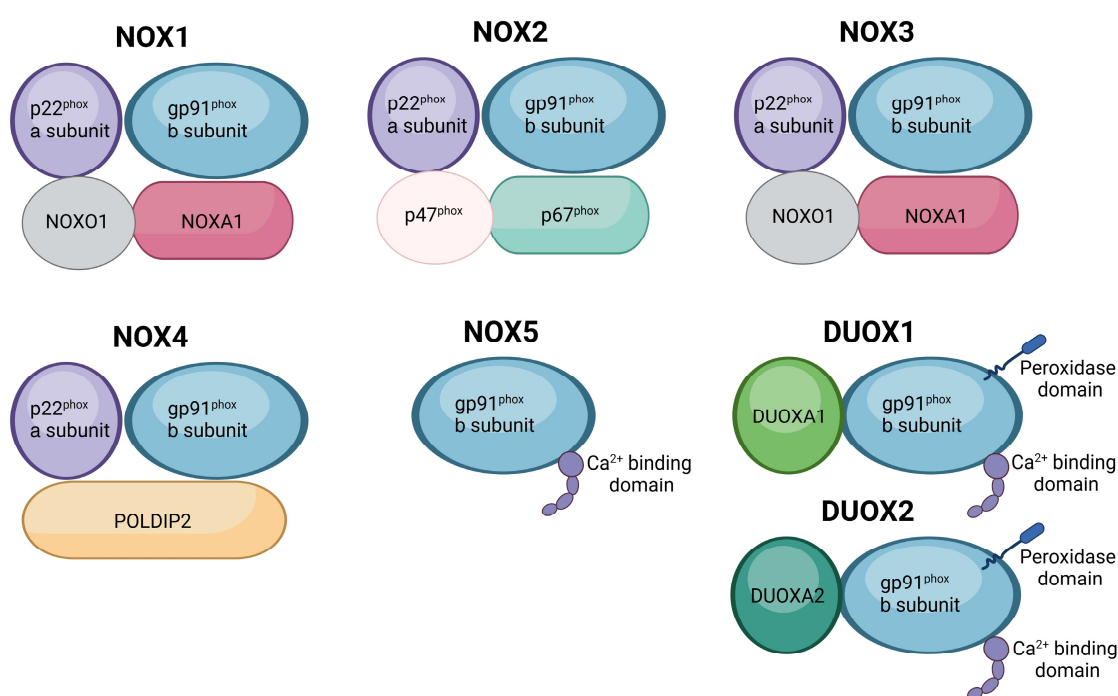 NOX1
p22phox
a subunit
gp91phox
b subunit
NOXO1
NOXA1
NOX2
p22phox
a subunit
gp91phox
b subunit
p47phox
p67phox
NOX3
p22phox
a subunit
gp91phox
b subunit
NOXO1
NOXA1
NOX4
p22phox
a subunit
gp91phox
b subunit
POLDIP2
NOX5
gp91phox
b subunit
Ca2+ binding
domain
DUOX1
DUOXA1
gp91phox
b subunit
Peroxidase
domain
Ca2+ binding
domain
DUOX2
DUOXA2
gp91phox
b subunit
Peroxidase
domain
Ca2+ binding
domain